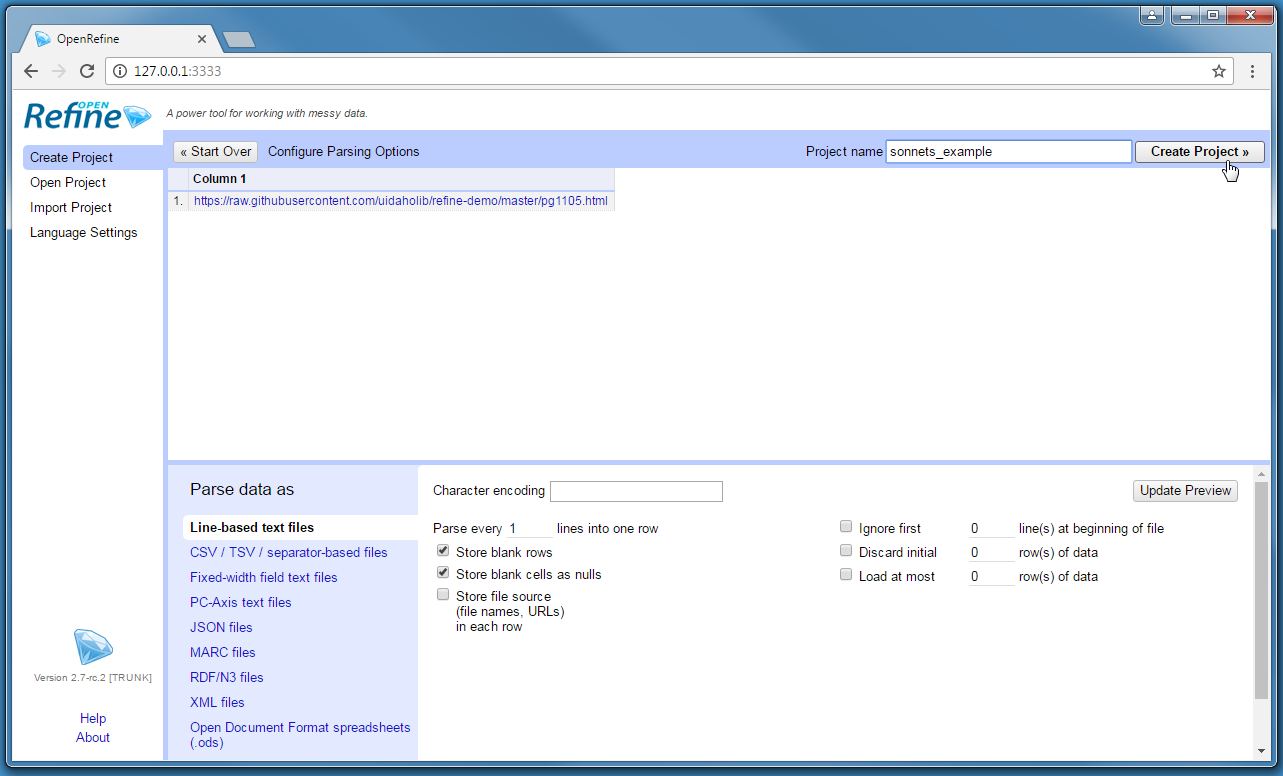 OpenRefine
127.0.0.1:3333
OPEN
Refine
A power tool for working with messy data.
Create Project
Open Project
Import Project
Language Settings
« Start Over Configure Parsing Options Project name sonnets_example Create Project »
Column 1
1. https://raw.githubusercontent.com/uidaholib/refine-demo/master/pg1105.html
Parse data as
Line-based text files
CSV / TSV / separator-based files
Fixed-width field text files
PC-Axis text files
JSON files
MARC files
RDF/N3 files
XML files
Open Document Format spreadsheets
(.ods)
Character encoding
Update Preview
Parse every 1 lines into one row
Store blank rows
Store blank cells as nulls
Store file source
(file names, URLs)
in each row
Ignore first 0 line(s) at beginning of file
Discard initial 0 row(s) of data
Load at most 0 row(s) of data
Version 2.7-rc.2 [TRUNK]
Help
About